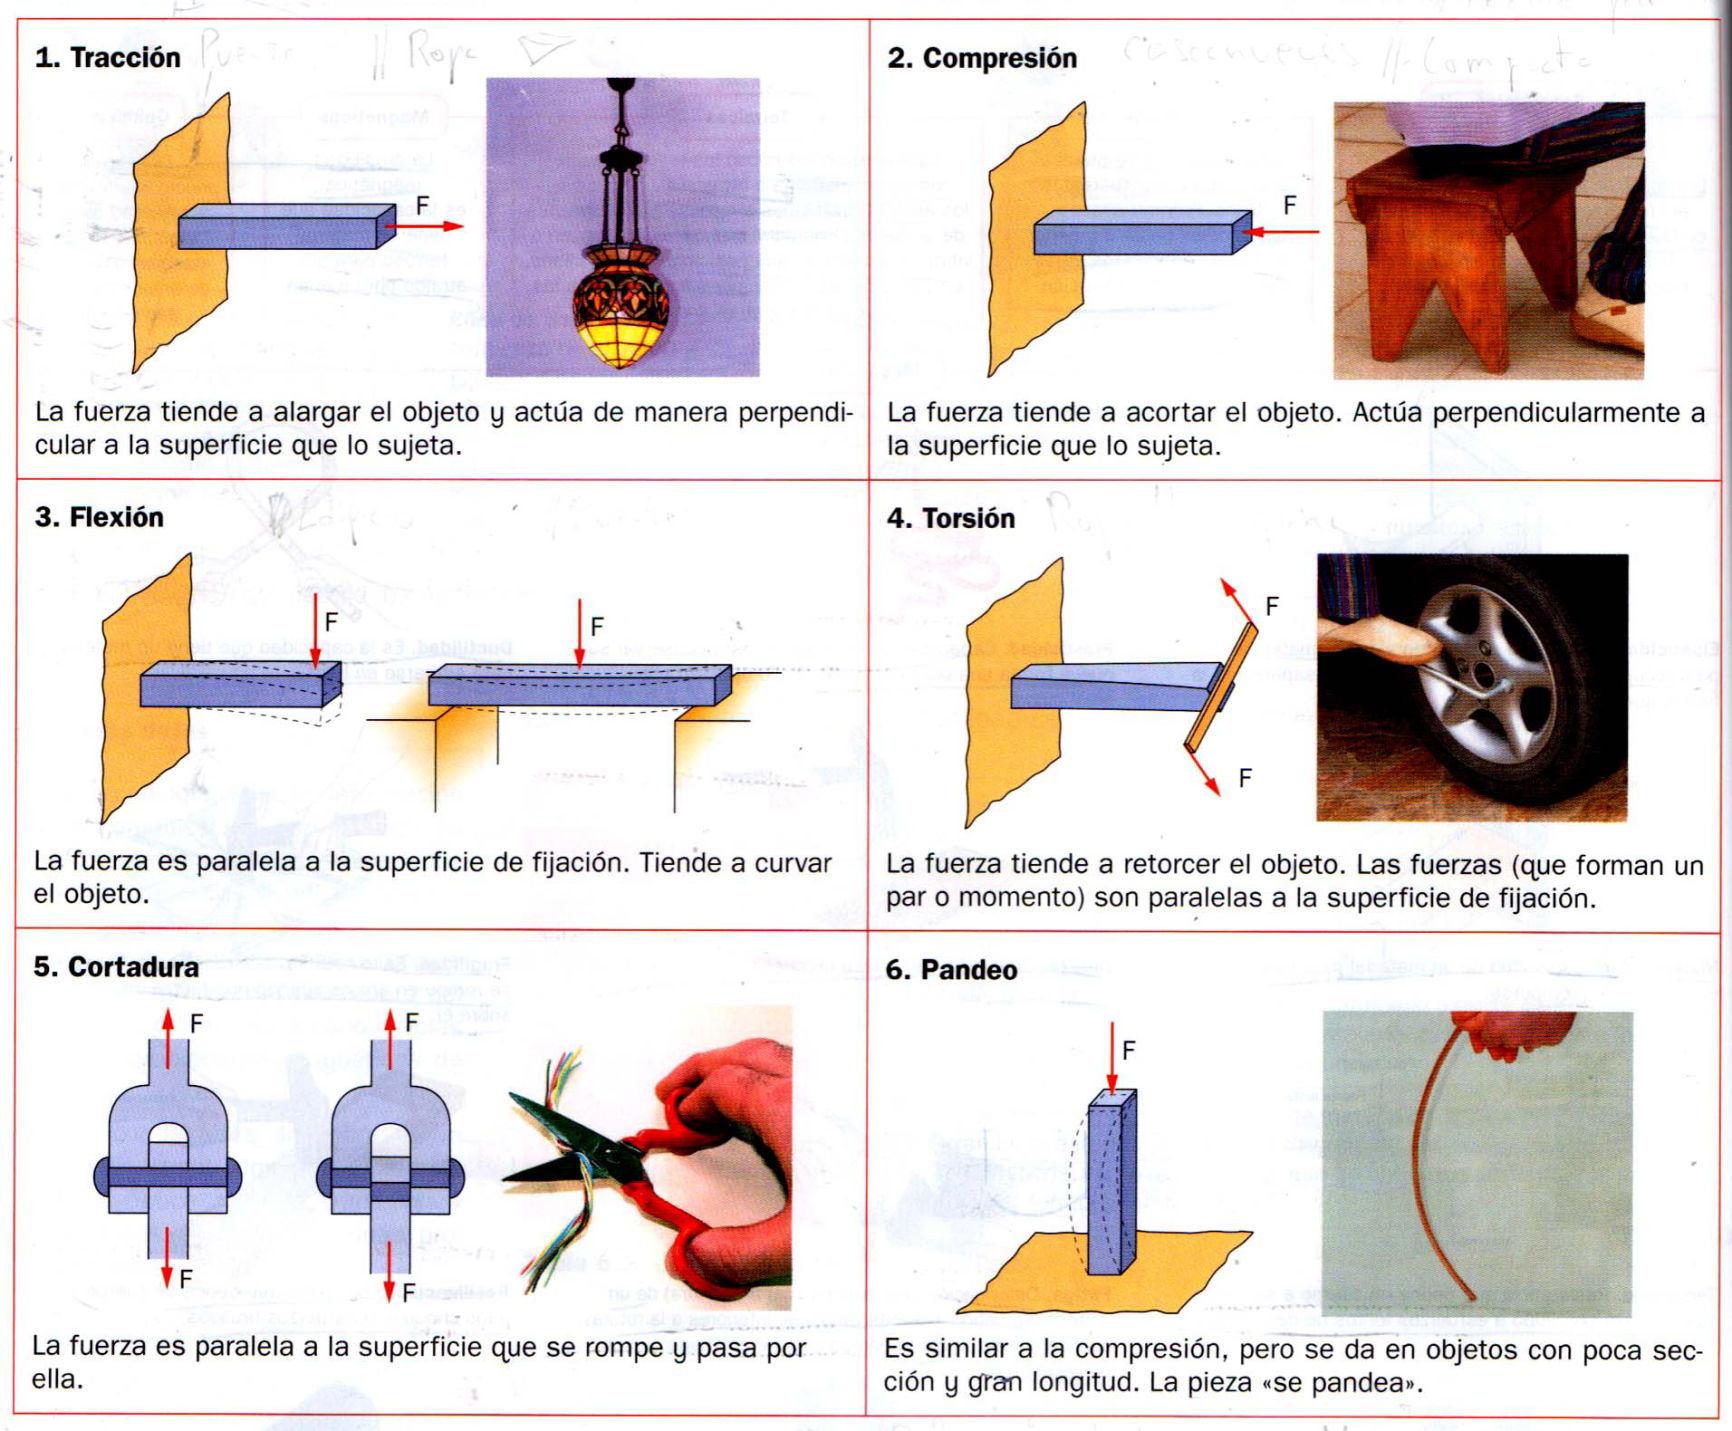 1. Tracción
F
La fuerza tiende a alargar el objeto y actúa de manera perpendi-
cular a la superficie que lo sujeta.
2. Compresión
F
La fuerza tiende a acortar el objeto. Actúa perpendicularmente a
la superficie que lo sujeta.
3. Flexión
F
F
La fuerza es paralela a la superficie de fijación. Tiende a curvar
el objeto.
4. Torsión
F
F
La fuerza tiende a retorcer el objeto. Las fuerzas (que forman un
par o momento) son paralelas a la superficie de fijación.
5. Cortadura
F
F
F
F
La fuerza es paralela a la superficie que se rompe y pasa por
ella.
6. Pandeo
F
Es similar a la compresión, pero se da en objetos con poca sec-
ción y gran longitud. La pieza «se pandea».